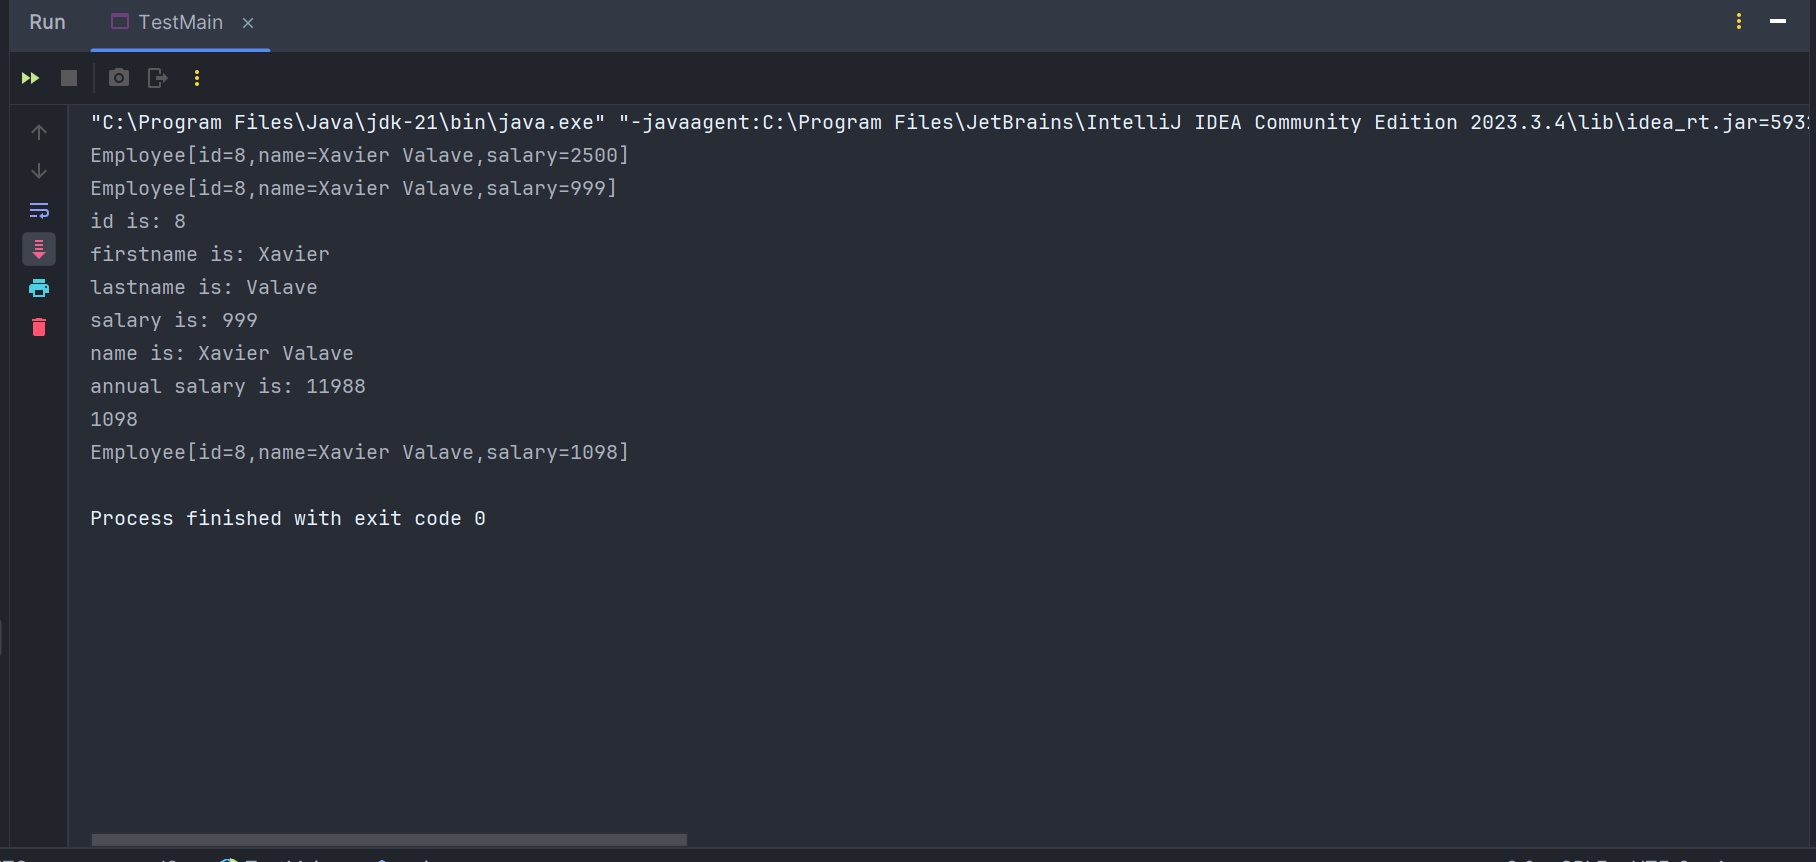 Run TestMain
"C:\Program Files\Java\jdk-21\bin\java.exe" "-javaagent:C:\Program Files\JetBrains\IntelliJ IDEA Community Edition 2023.3.4\lib\idea_rt.jar=593
Employee[id=8,name=Xavier Valave,salary=2500]
Employee[id=8,name=Xavier Valave,salary=999]
id is: 8
firstname is: Xavier
lastname is: Valave
salary is: 999
name is: Xavier Valave
annual salary is: 11988
1098
Employee[id=8,name=Xavier Valave,salary=1098]
Process finished with exit code 0